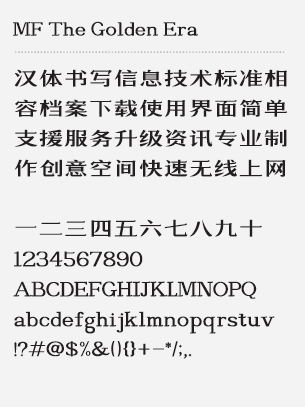 MF The Golden Era
汉体书写信息技术标准相
容档案下载使用界面简单
支援服务升级资讯专业制
作创意空间快速无线上网
一二三四五六七八九十
1234567890
ABCDEFGHIJKLMNOPQ
abcdefghijklmnopqrstuv
!?#@$%&(){}+-*/;,.